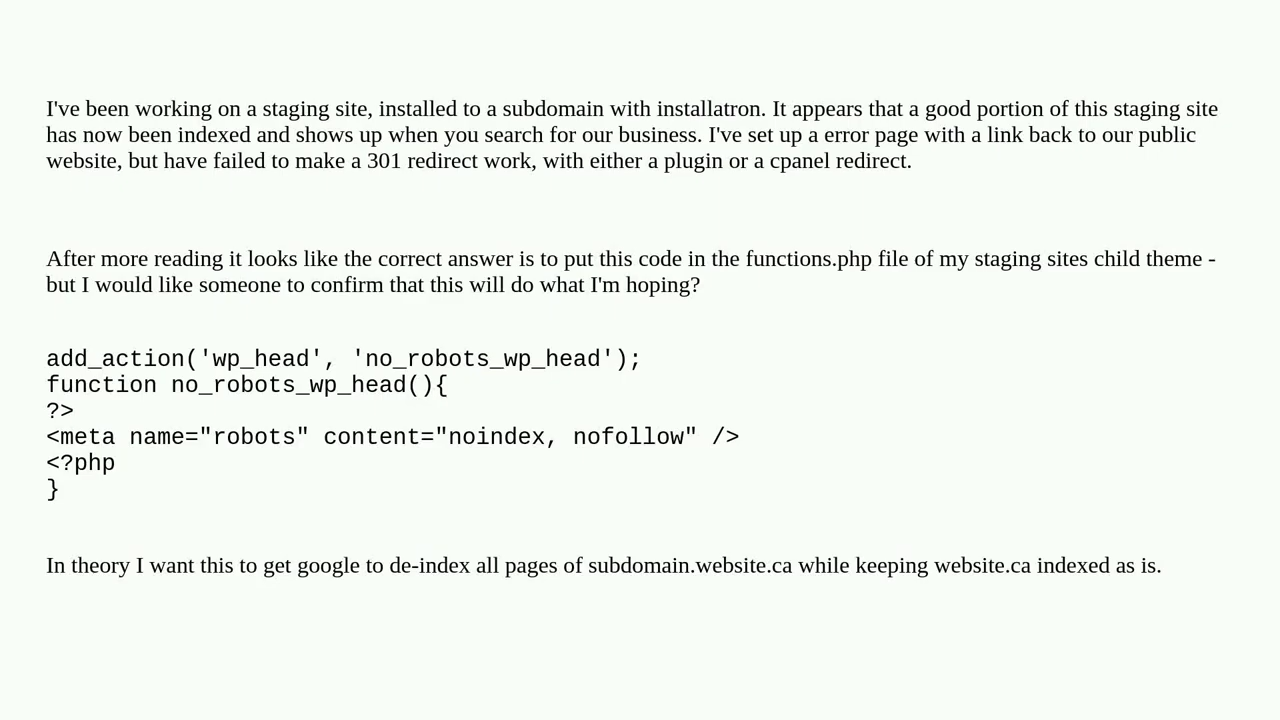 I've been working on a staging site, installed to a subdomain with installatron. It appears that a good portion of this staging site
has now been indexed and shows up when you search for our business. I've set up a error page with a link back to our public
website, but have failed to make a 301 redirect work, with either a plugin or a cpanel redirect.
After more reading it looks like the correct answer is to put this code in the functions.php file of my staging sites child theme -
but I would like someone to confirm that this will do what I'm hoping?
add_action('wp_head', 'no_robots_wp_head');
function no_robots_wp_head(){
?>
<meta name="robots" content="noindex, nofollow" />
<?php
}
In theory I want this to get google to de-index all pages of subdomain.website.ca while keeping website.ca indexed as is.